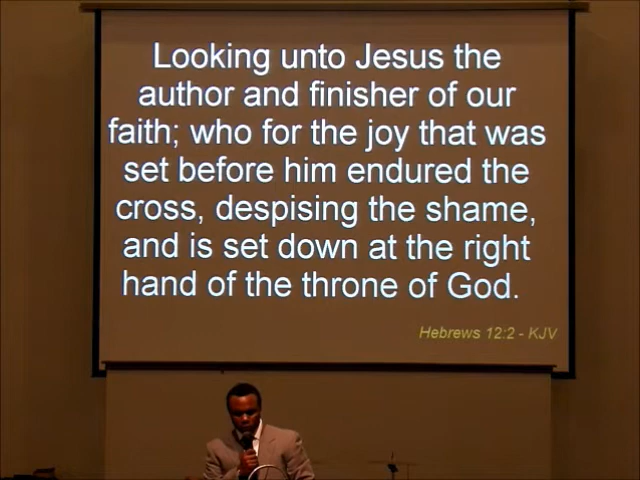 Looking unto Jesus the
author and finisher of our
faith; who for the joy that was
set before him endured the
cross, despising the shame,
and is set down at the right
hand of the throne of God.
Hebrews 12:2 - KJV